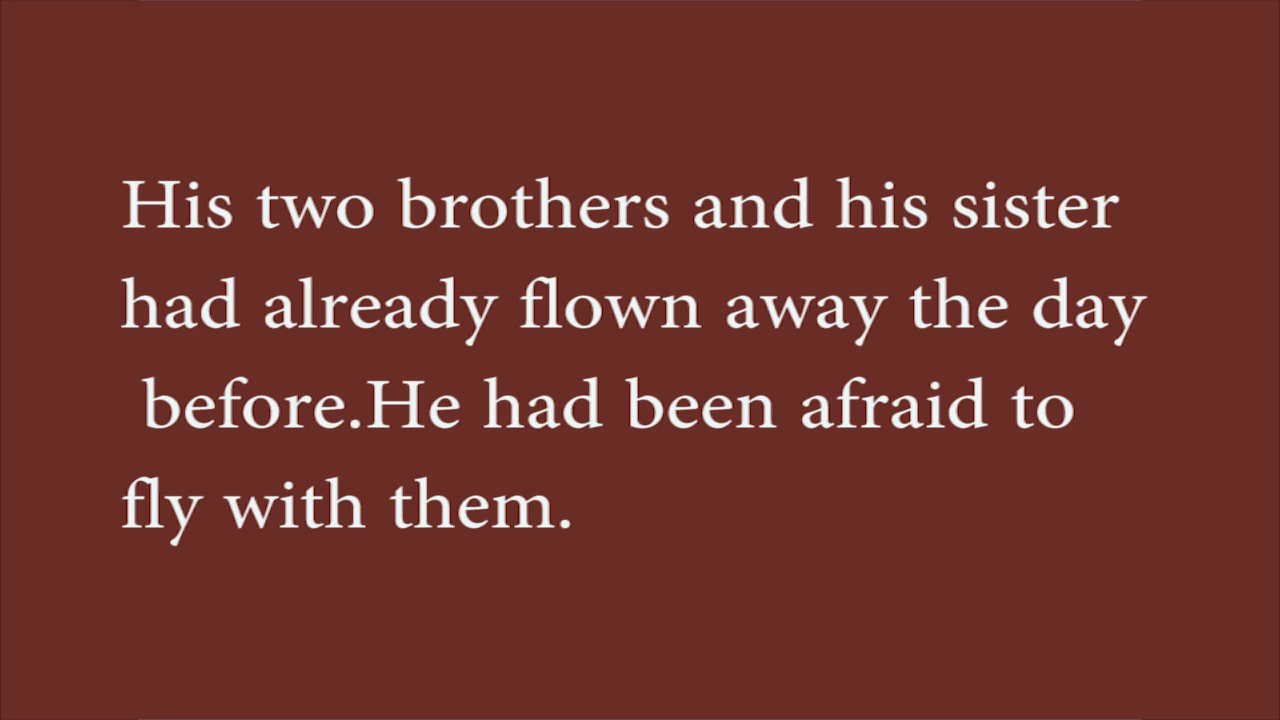 His two brothers and his sister
had already flown away the day
before.He had been afraid to
fly with them.